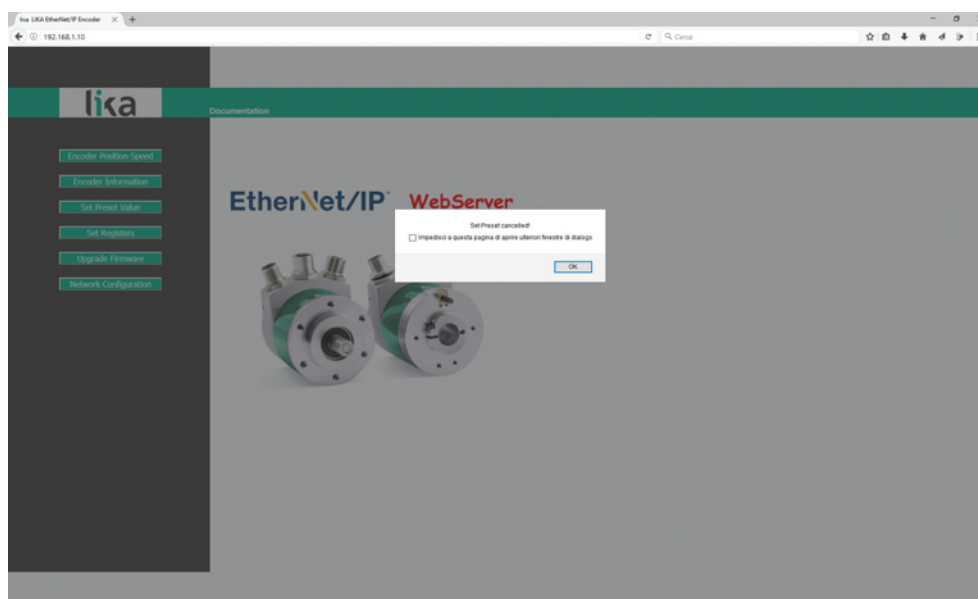 lika LIKA EtherNet/IP Encoder
192.168.1.10
Cerca
lika
Documentation
Encoder Position-Speed
Encoder Information
Set Preset Value
Set Registers
Upgrade Firmware
Network Configuration
EtherNet/IP WebServer
Set Preset cancelled!
Impedisci a questa pagina di aprire ulteriori finestre di dialogo
OK